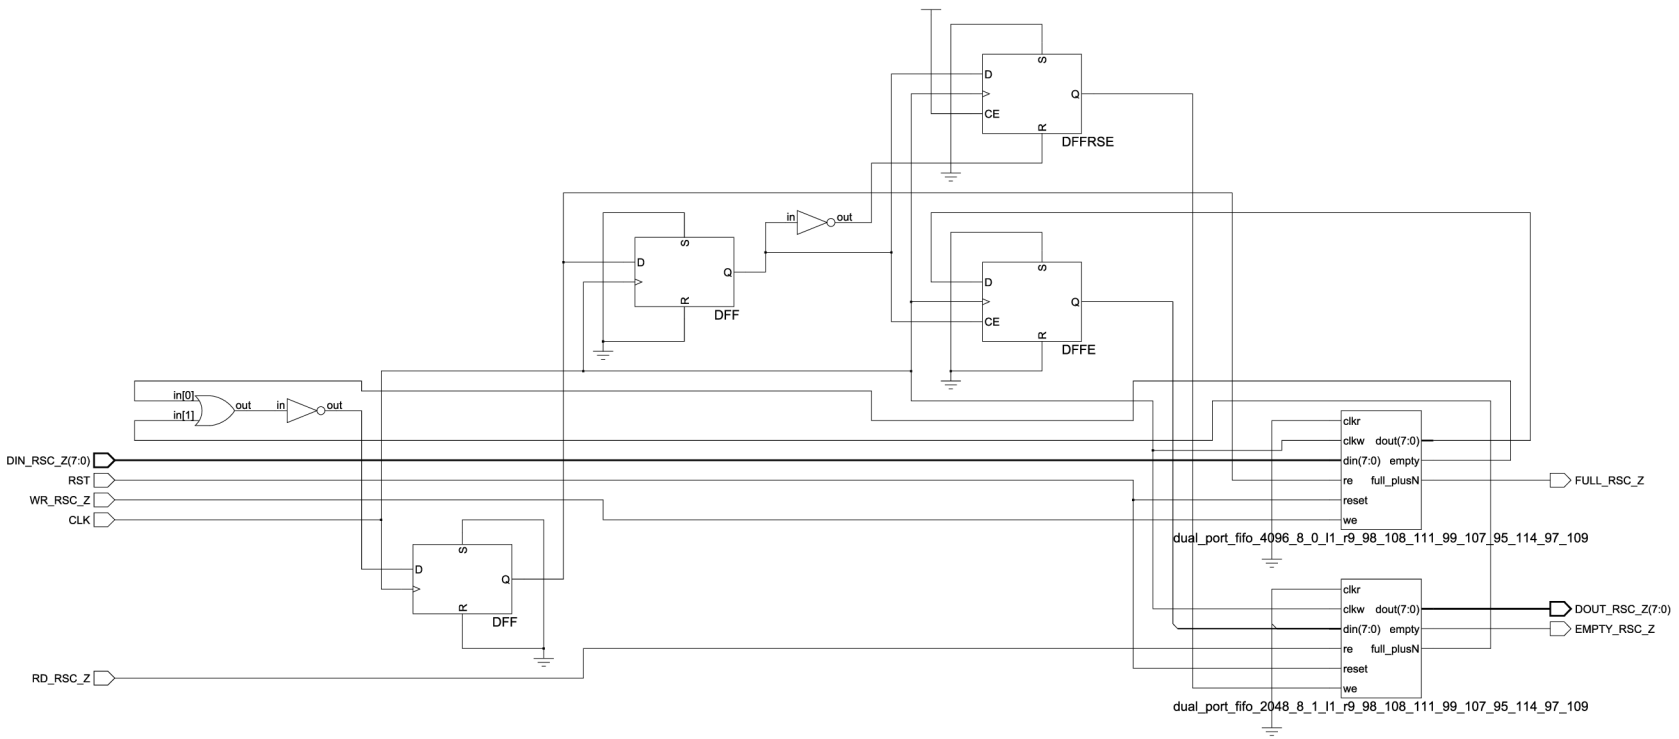 S
D
Q
CE
R
DFFRSE
in
out
S
D
Q
R
DFF
S
D
Q
CE
R
DFFE
in[0]
in[1]
out
in
out
DIN_RSC_Z(7:0)
RST
WR_RSC_Z
CLK
RD_RSC_Z
S
D
Q
R
DFF
clkr
clkw
dout(7:0)
din(7:0)
empty
re
full_plusN
reset
we
FULL_RSC_Z
dual_port_fifo_4096_8_0_I1_r9_98_108_111_99_107_95_114_97_109
clkr
clkw
dout(7:0)
din(7:0)
empty
re
full_plusN
reset
we
DOUT_RSC_Z(7:0)
EMPTY_RSC_Z
dual_port_fifo_2048_8_1_I1_r9_98_108_111_99_107_95_114_97_109